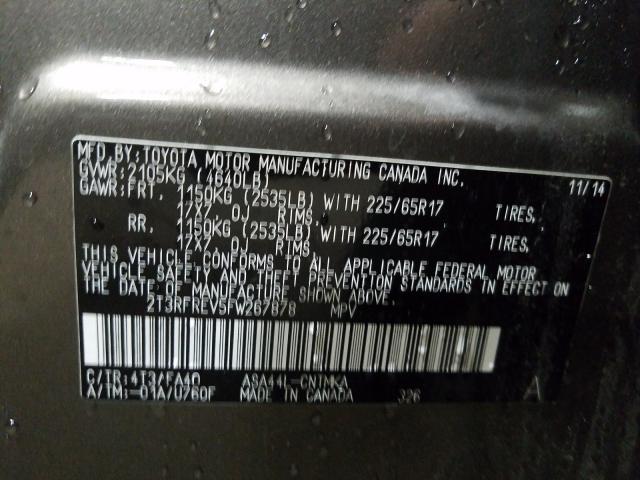 MFD.BY:TOYOTA MOTOR MANUFACTURING CANADA INC. 11/14
GVWR:2105KG (4640LB)
GAWR:FRT. 1150KG (2535LB) WITH 225/65R17 TIRES,
17X7.0J RIMS,
RR. 1150KG (2535LB) WITH 225/65R17 TIRES,
17X7.0J RIMS
THIS VEHICLE CONFORMS TO ALL APPLICABLE FEDERAL MOTOR
VEHICLE SAFETY AND THEFT PREVENTION STANDARDS IN EFFECT ON
THE DATE OF MANUFACTURE SHOWN ABOVE.
2T3RFREV5FW267878 MPV
C/TR:4T3/FA40 ASA44L-CNTMKA A
A/TM:-01A/U760F MADE IN CANADA 326